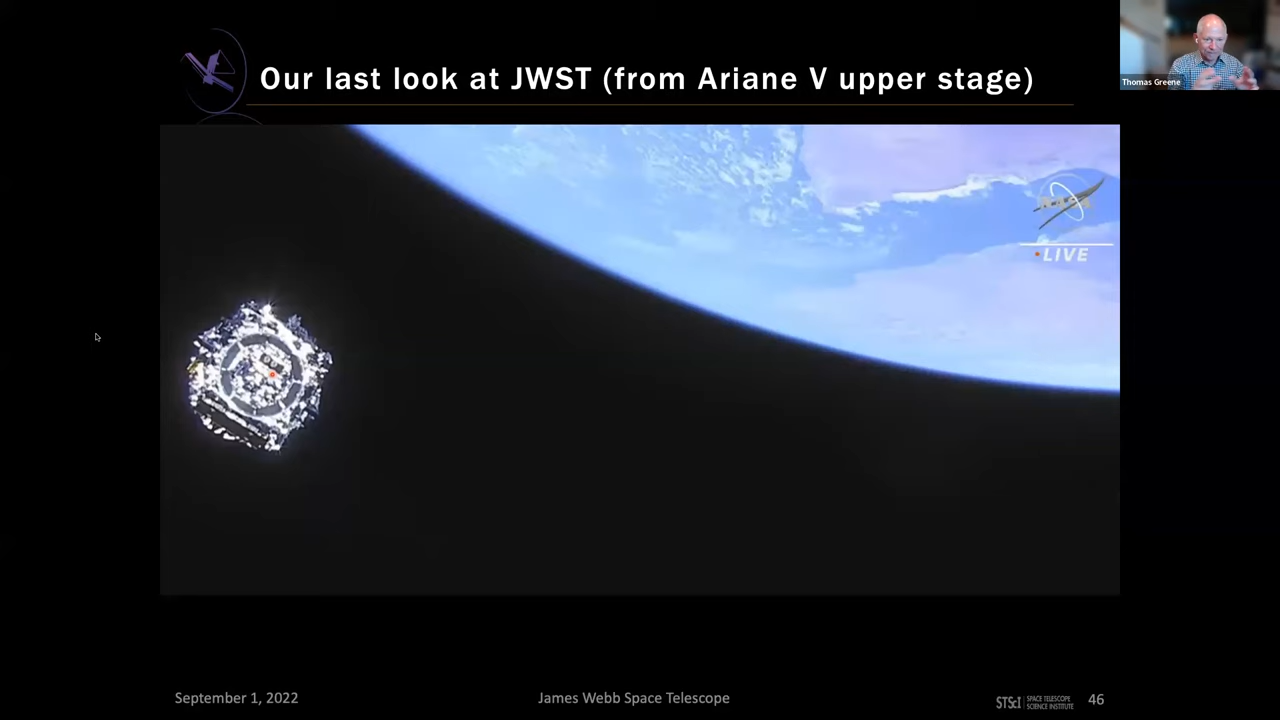 Our last look at JWST (from Ariane V upper stage)
Thomas Greene
NASA
LIVE
September 1, 2022
James Webb Space Telescope
STScI
SPACE TELESCOPE
SCIENCE INSTITUTE
46